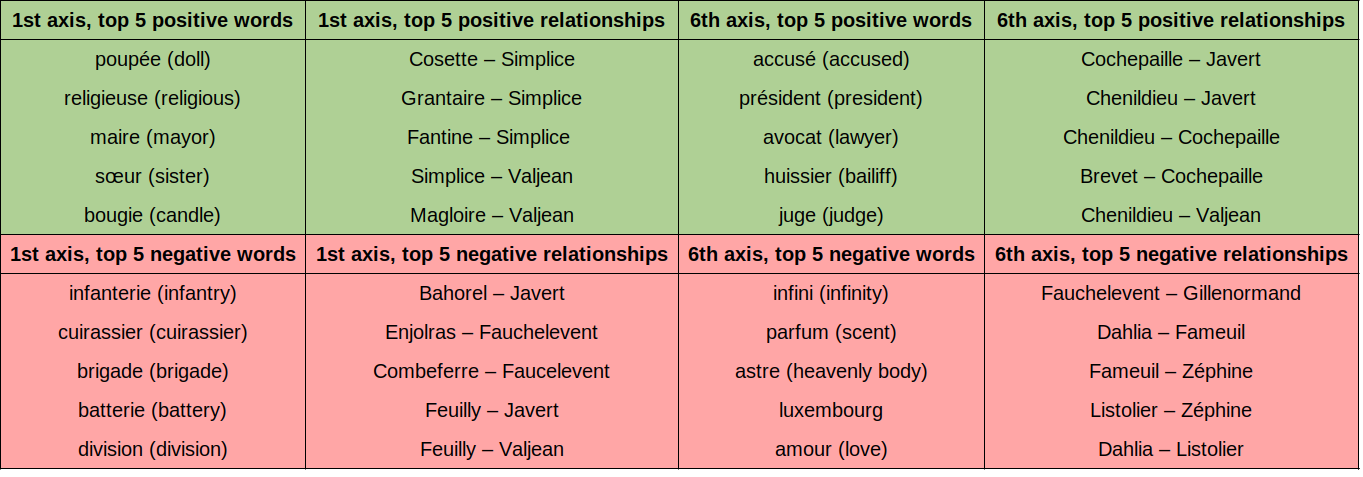 1st axis, top 5 positive words 1st axis, top 5 positive relationships 6th axis, top 5 positive words 6th axis, top 5 positive relationships
poupée (doll) Cosette – Simplice accusé (accused) Cochepaille – Javert
religieuse (religious) Grantaire – Simplice président (president) Chenildieu – Javert
maire (mayor) Fantine – Simplice avocat (lawyer) Chenildieu – Cochepaille
sœur (sister) Simplice – Valjean huissier (bailiff) Brevet – Cochepaille
bougie (candle) Magloire – Valjean juge (judge) Chenildieu – Valjean
1st axis, top 5 negative words 1st axis, top 5 negative relationships 6th axis, top 5 negative words 6th axis, top 5 negative relationships
infanterie (infantry) Bahorel – Javert infini (infinity) Fauchelevent – Gillenormand
cuirassier (cuirassier) Enjolras – Fauchelevent parfum (scent) Dahlia – Fameuil
brigade (brigade) Combeferre – Faucelevent astre (heavenly body) Fameuil – Zéphine
batterie (battery) Feuilly – Javert luxembourg Listolier – Zéphine
division (division) Feuilly – Valjean amour (love) Dahlia – Listolier